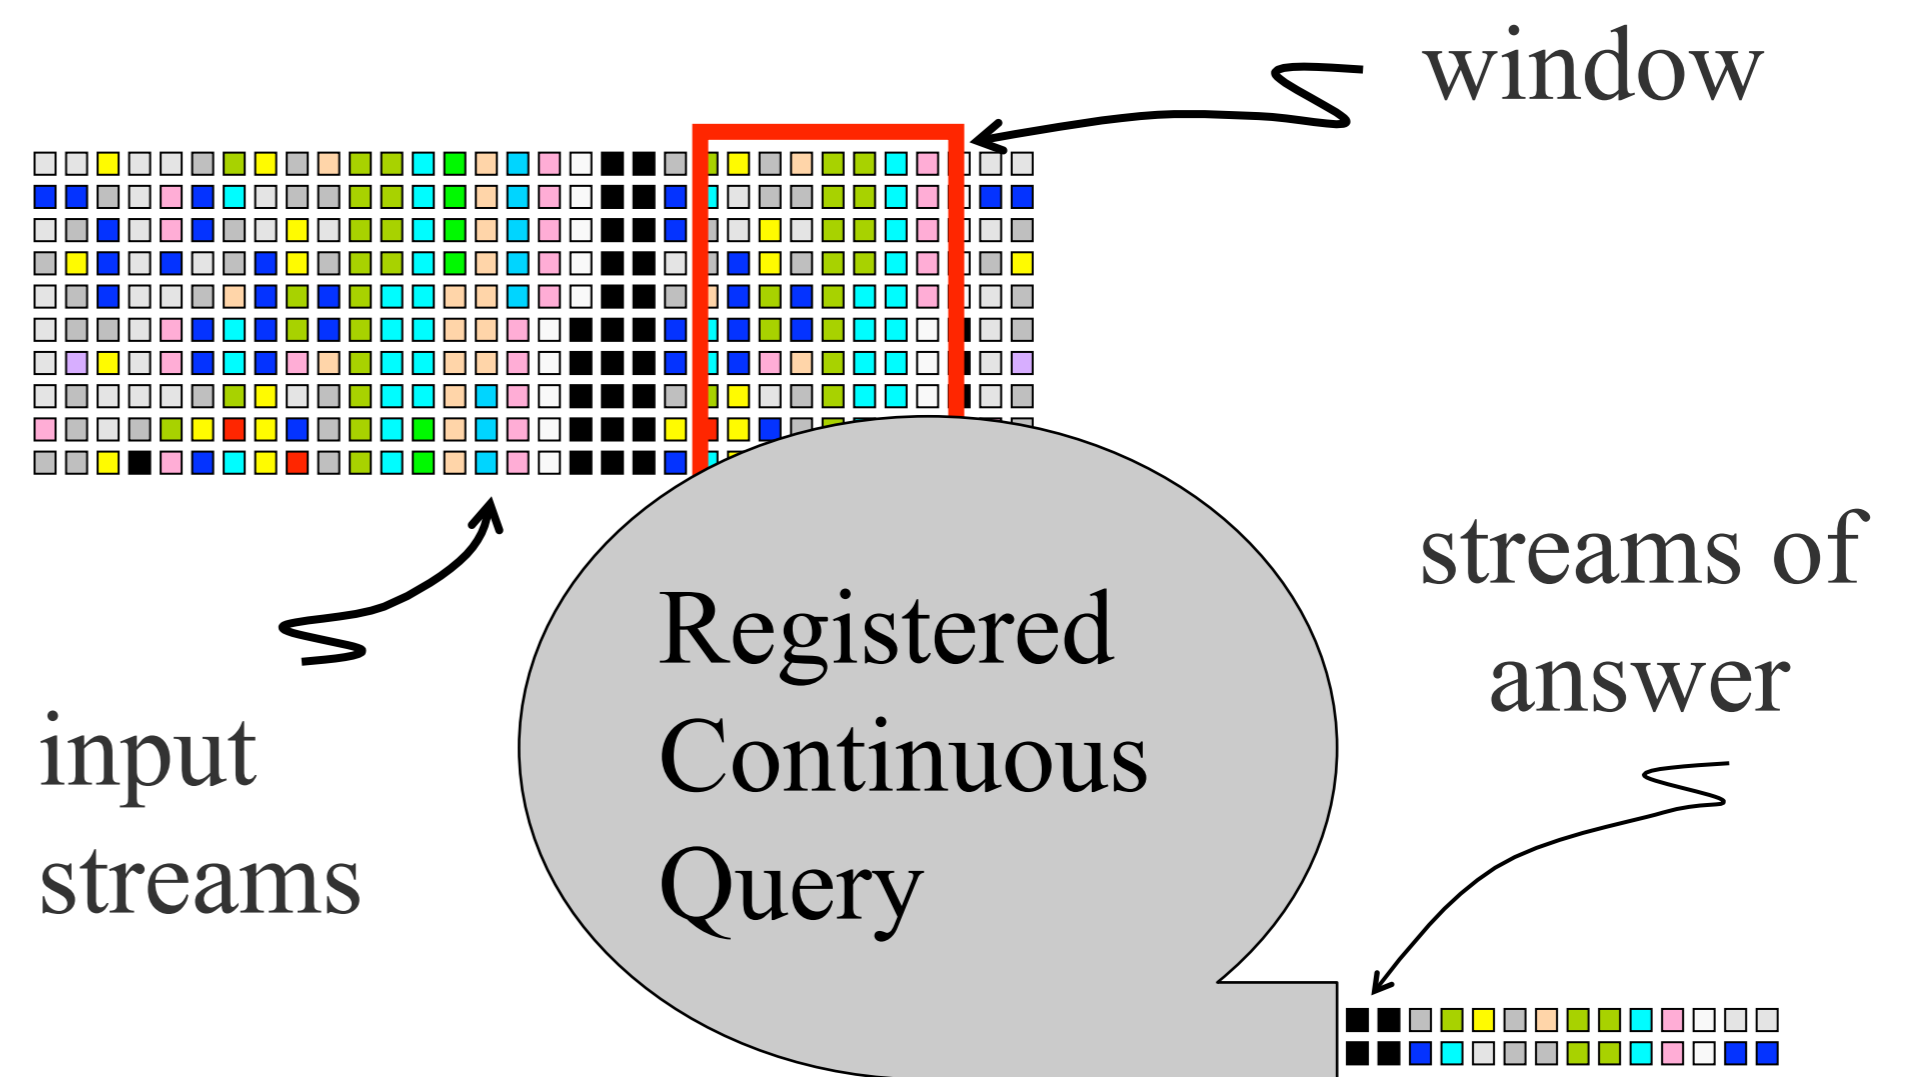 window
streams of
answer
Registered
Continuous
Query
input
streams